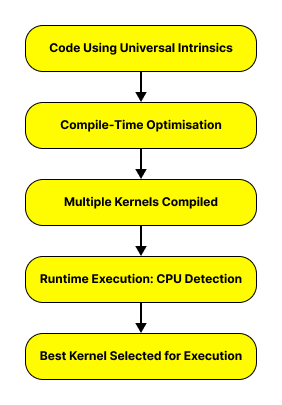 Code Using Universal Intrinsics
Compile-Time Optimisation
Multiple Kernels Compiled
Runtime Execution: CPU Detection
Best Kernel Selected for Execution